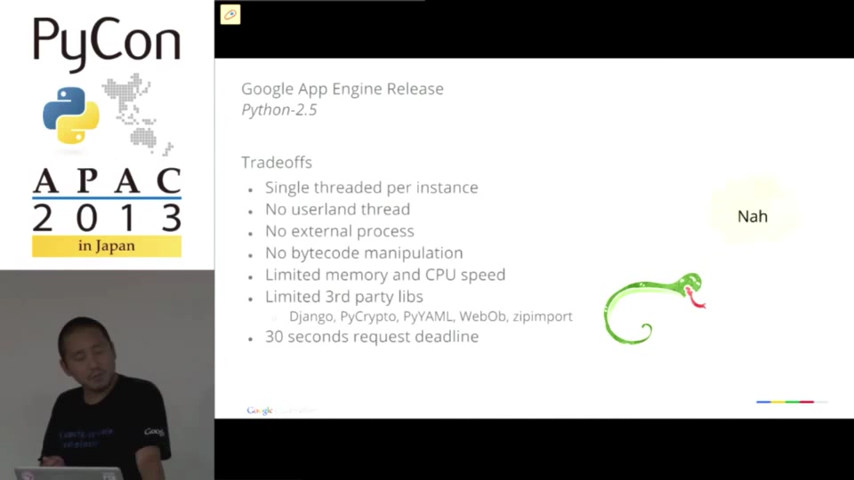 PyCon
APAC
2013
in Japan
Google App Engine Release
Python-2.5
Tradeoffs
• Single threaded per instance
• No userland thread
• No external process
• No bytecode manipulation
• Limited memory and CPU speed
• Limited 3rd party libs
Django, PyCrypto, PyYAML, WebOb, zipimport
• 30 seconds request deadline
Nah
Google